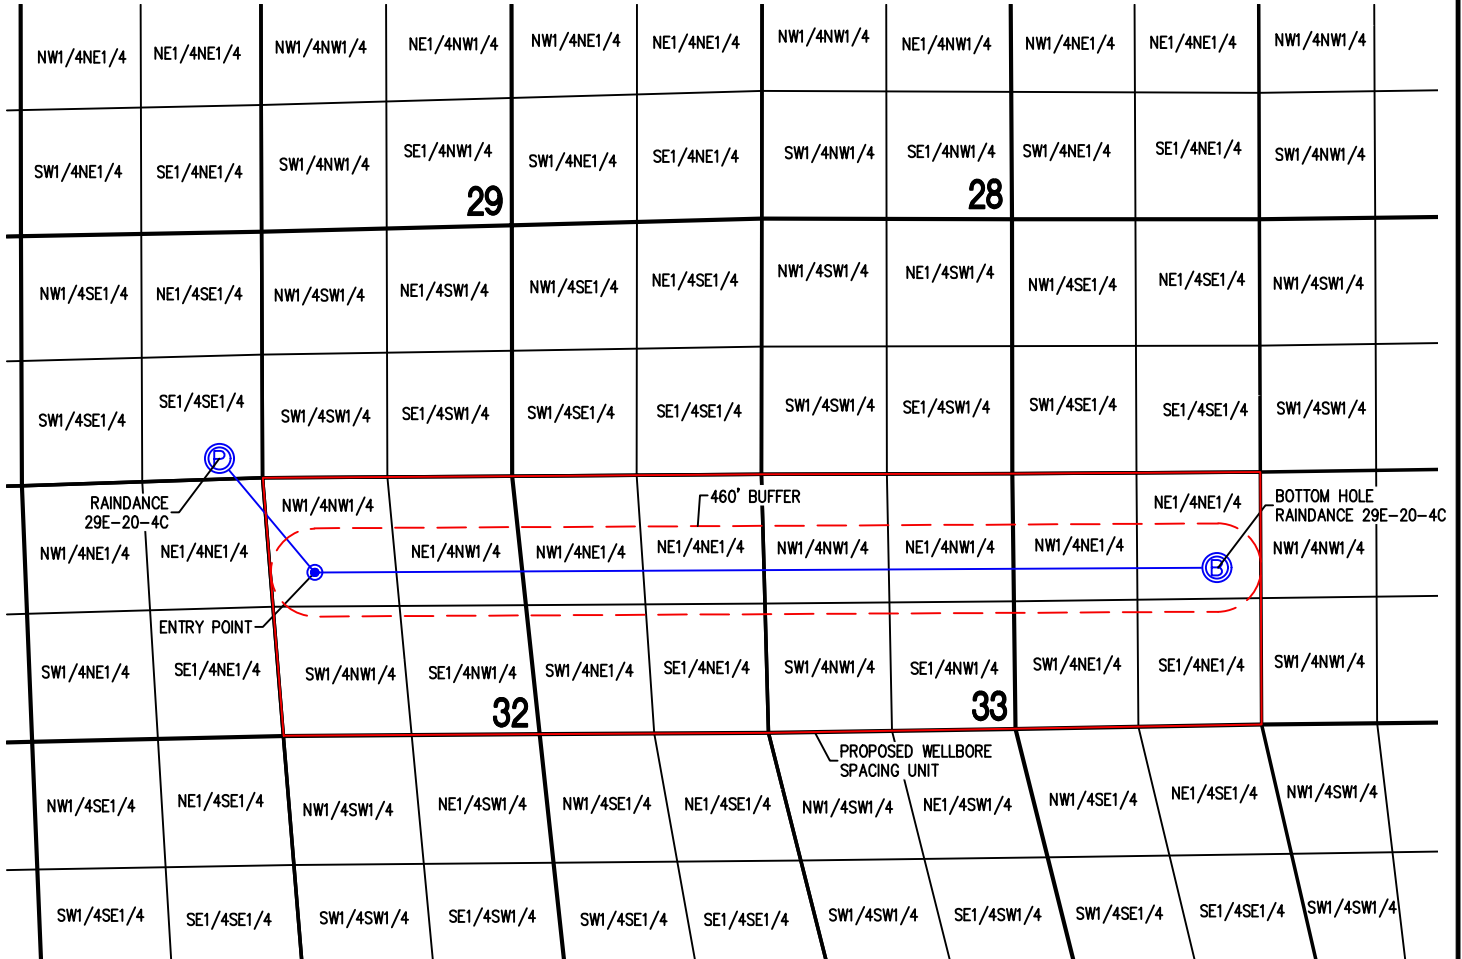 NW1/4NE1/4 NE1/4NE1/4 NW1/4NW1/4 NE1/4NW1/4 NW1/4NE1/4 NE1/4NE1/4 NW1/4NW1/4 NE1/4NW1/4 NW1/4NE1/4 NE1/4NE1/4 NW1/4NW1/4
SW1/4NE1/4 SE1/4NE1/4 SW1/4NW1/4 SE1/4NW1/4 SW1/4NE1/4 SE1/4NE1/4 SW1/4NW1/4 SE1/4NW1/4 SW1/4NE1/4 SE1/4NE1/4 SW1/4NW1/4
29 28
NW1/4SE1/4 NE1/4SE1/4 NW1/4SW1/4 NE1/4SW1/4 NW1/4SE1/4 NE1/4SE1/4 NW1/4SW1/4 NE1/4SW1/4 NW1/4SE1/4 NE1/4SE1/4 NW1/4SW1/4
SW1/4SE1/4 SE1/4SE1/4 SW1/4SW1/4 SE1/4SW1/4 SW1/4SE1/4 SE1/4SE1/4 SW1/4SW1/4 SE1/4SW1/4 SW1/4SE1/4 SE1/4SE1/4 SW1/4SW1/4
P
RAINDANCE
29E-20-4C
460' BUFFER
BOTTOM HOLE
RAINDANCE 29E-20-4C
NW1/4NE1/4 NE1/4NE1/4 NW1/4NW1/4 NE1/4NW1/4 NW1/4NE1/4 NE1/4NE1/4 NW1/4NW1/4 NE1/4NW1/4 NW1/4NE1/4 NE1/4NE1/4 NW1/4NW1/4
B
ENTRY POINT
SW1/4NE1/4 SE1/4NE1/4 SW1/4NW1/4 SE1/4NW1/4 SW1/4NE1/4 SE1/4NE1/4 SW1/4NW1/4 SE1/4NW1/4 SW1/4NE1/4 SE1/4NE1/4 SW1/4NW1/4
32 33
PROPOSED WELLBORE
SPACING UNIT
NW1/4SE1/4 NE1/4SE1/4 NW1/4SW1/4 NE1/4SW1/4 NW1/4SE1/4 NE1/4SE1/4 NW1/4SW1/4 NE1/4SW1/4 NW1/4SE1/4 NE1/4SE1/4 NW1/4SW1/4
SW1/4SE1/4 SE1/4SE1/4 SW1/4SW1/4 SE1/4SW1/4 SW1/4SE1/4 SE1/4SE1/4 SW1/4SW1/4 SE1/4SW1/4 SW1/4SE1/4 SE1/4SE1/4 SW1/4SW1/4